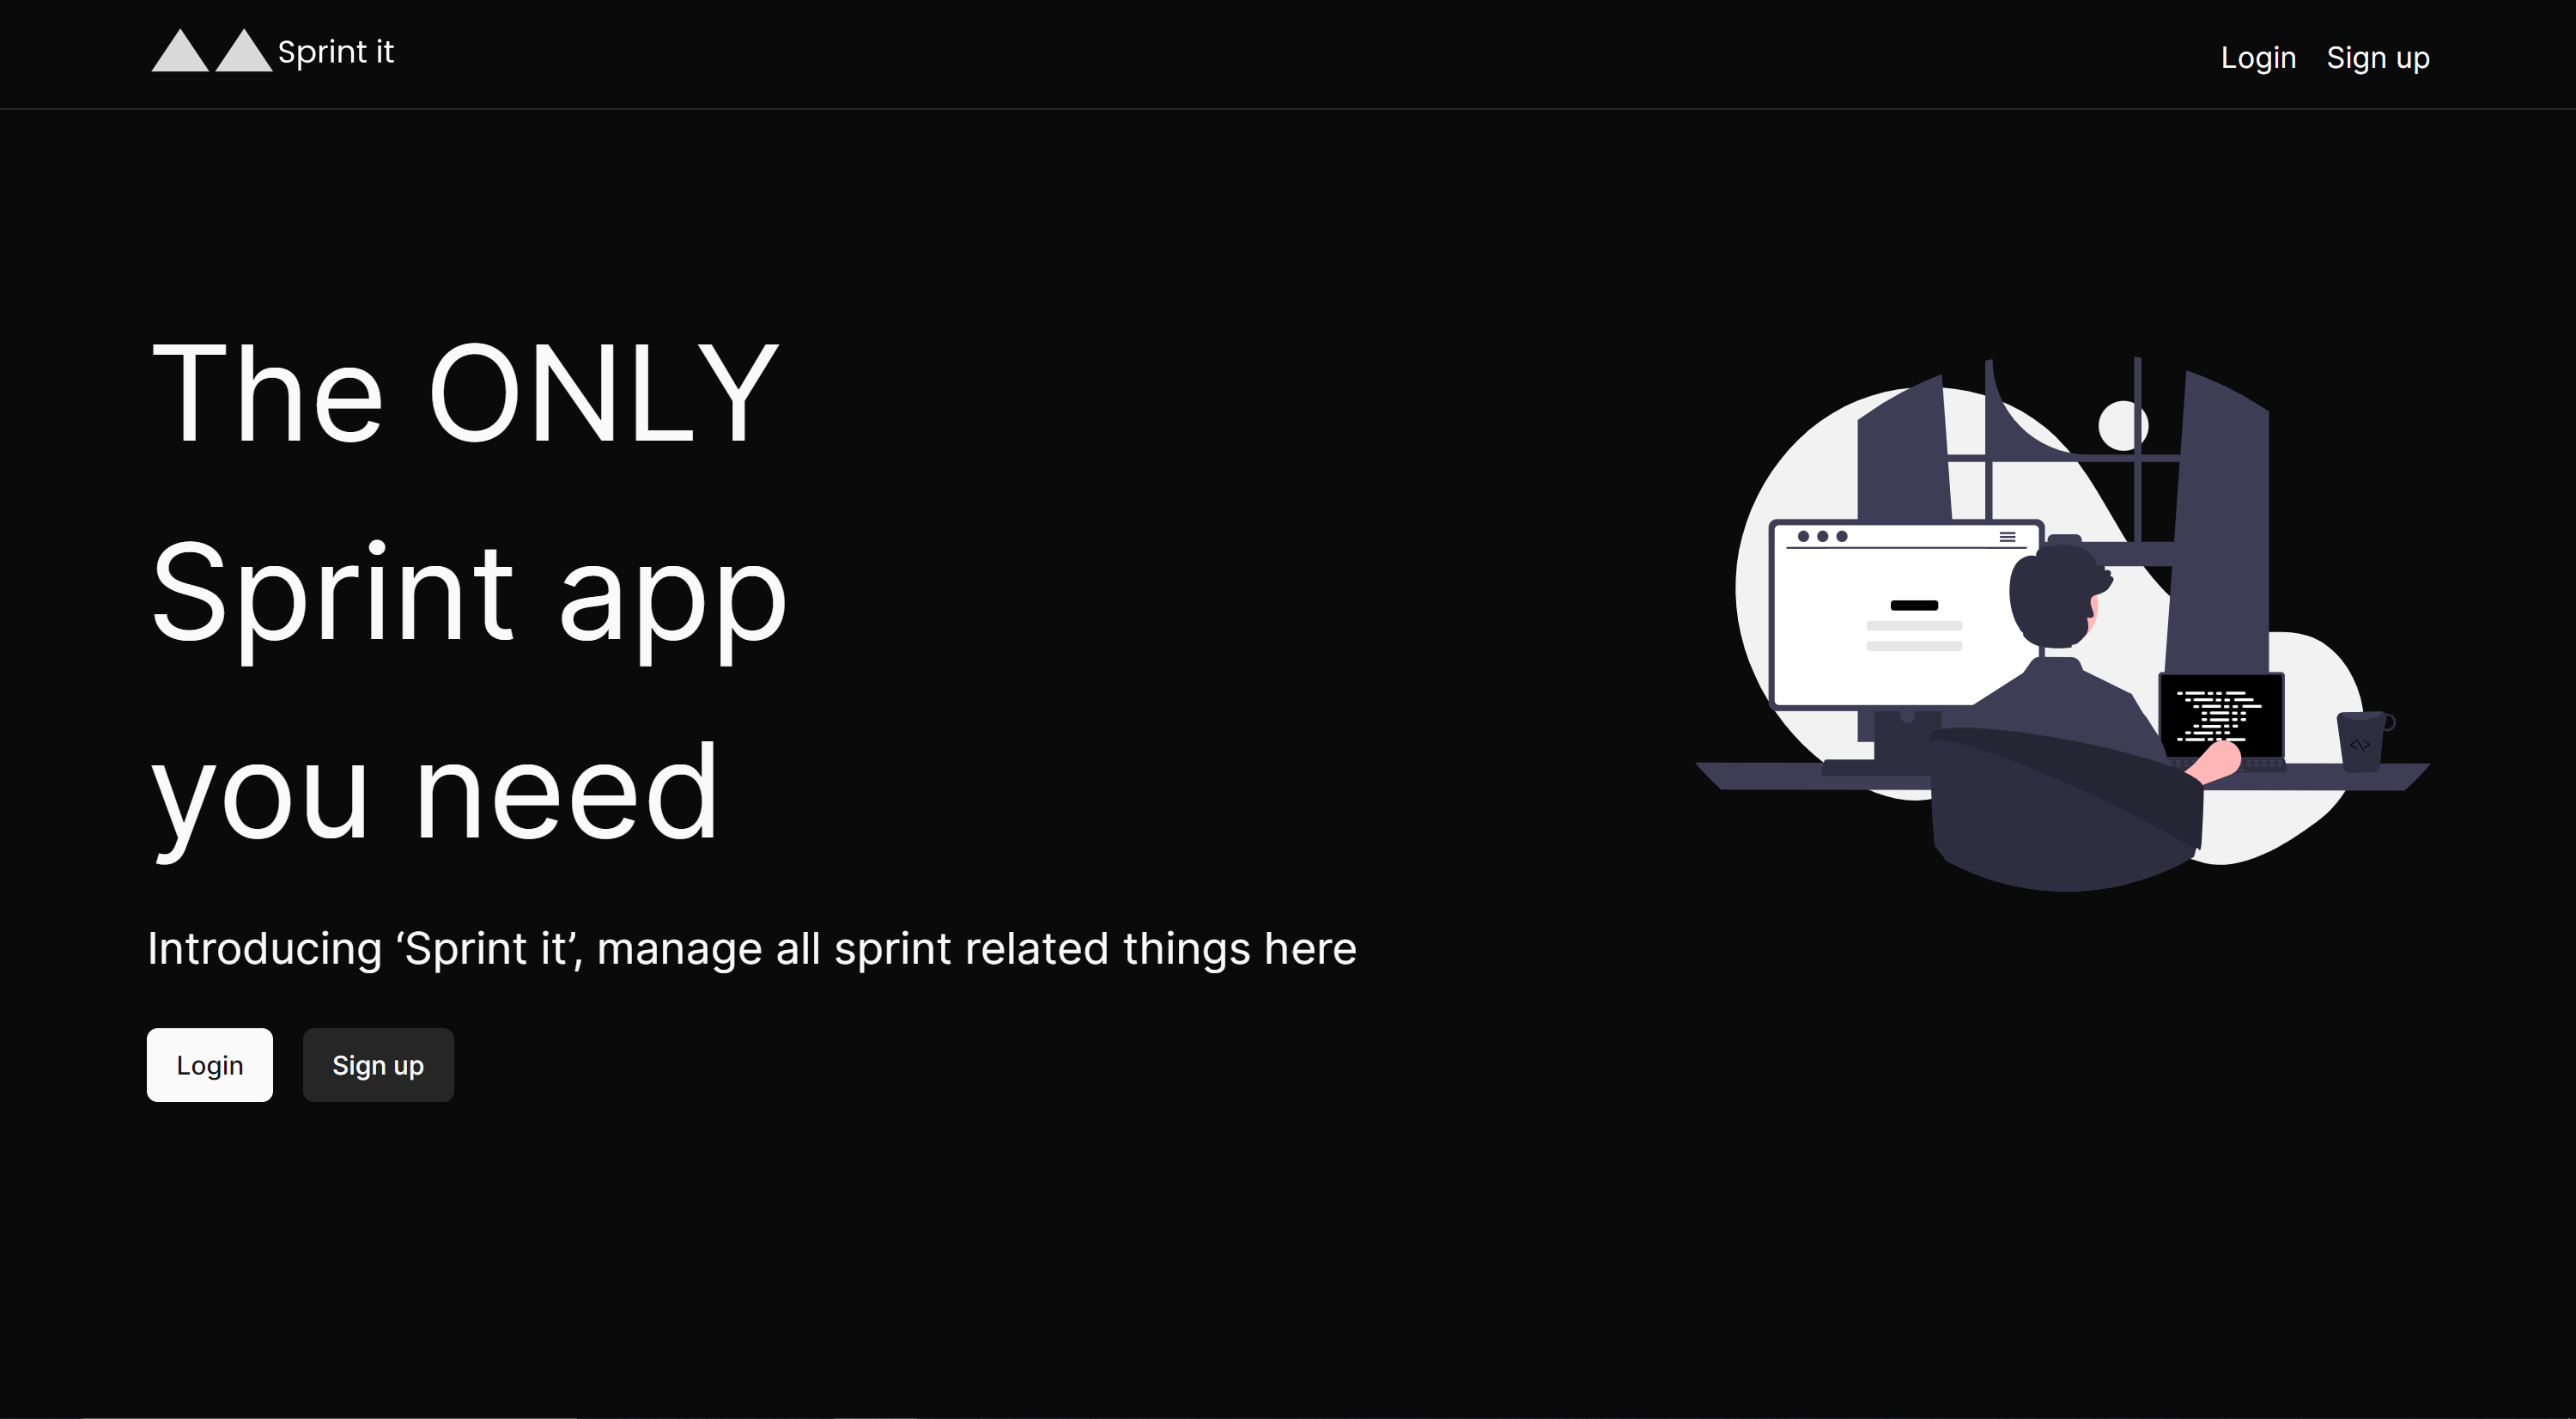 Sprint it
Login Sign up
The ONLY
Sprint app
you need
Introducing ‘Sprint it’, manage all sprint related things here
Login Sign up